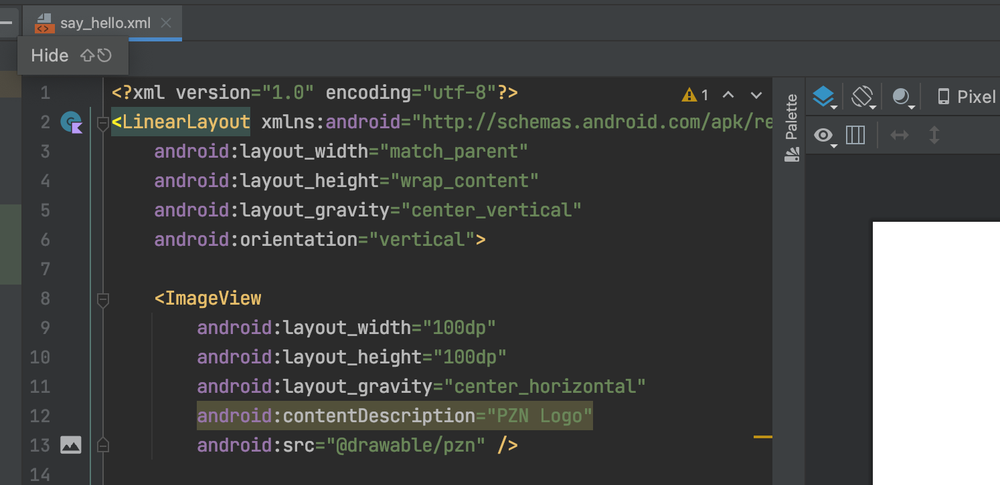 say_hello.xml
Hide
1 <?xml version="1.0" encoding="utf-8"?>
1
2 <LinearLayout xmlns:android="http://schemas.android.com/apk/re
3 android:layout_width="match_parent"
4 android:layout_height="wrap_content"
5 android:layout_gravity="center_vertical"
6 android:orientation="vertical">
7
8 <ImageView
9 android:layout_width="100dp"
10 android:layout_height="100dp"
11 android:layout_gravity="center_horizontal"
12 android:contentDescription="PZN Logo"
13 android:src="@drawable/pzn" />
14
Palette
Pixel